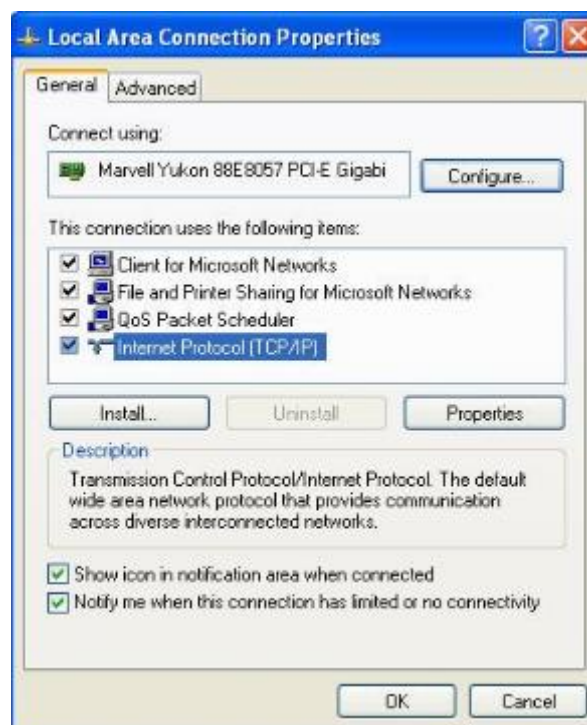 Local Area Connection Properties
General
Advanced
Connect using:
Marvell Yukon 88E8057 PCI-E Gigabi
Configure...
This connection uses the following items:
Client for Microsoft Networks
File and Printer Sharing for Microsoft Networks
QoS Packet Scheduler
Internet Protocol (TCP/IP)
Install...
Uninstall
Properties
Description
Transmission Control Protocol/Internet Protocol. The default
wide area network protocol that provides communication
across diverse interconnected networks.
Show icon in notification area when connected
Notify me when this connection has limited or no connectivity
OK
Cancel